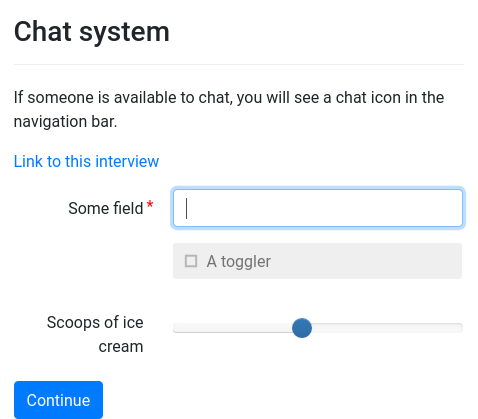 Chat system
If someone is available to chat, you will see a chat icon in the
navigation bar.
Link to this interview
Some field *
A toggler
Scoops of ice
cream
Continue